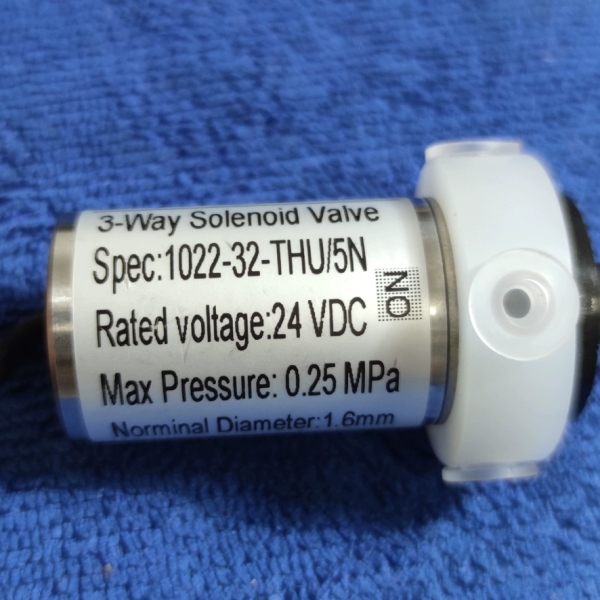 3-Way Solenoid Valve
Spec:1022-32-THU/5N
Rated voltage:24 VDC
Max Pressure: 0.25 MPa
Norminal Diameter:1.6mm
NO